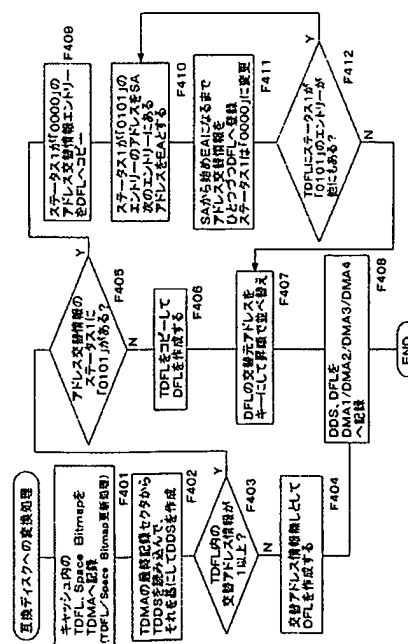 互換ディスクへの変換処理
キャッシュ内の
TDFL、Space Bitmapを
TDMAへ記録
(TDFL/Space Bitmap更新処理)
F401
TDMAの最終記録セクタから
TDDSを読み込んで、
それを基にしてDDSを作成
F402
TDFL内の
交替アドレス情報が
1以上?
F403
Y
N
交替アドレス情報無しとして
DFLを作成する
F404
アドレス交替情報の
ステータス1に
「0101」がある?
F405
Y
N
TDFLをコピーして
DFLを作成する
F406
DFLの交替元アドレスを
キーにして昇順で並べ替え
F407
DDS、DFLを
DMA1/DMA2/DMA3/DMA4
へ記録
F408
END
ステータス1が「0000」の
アドレス交替情報エントリー
をDFLへコピー
F409
ステータス1が「0101」の
エントリーのアドレスをSA
次のエントリーにある
アドレスをEAとする
F410
SAから始めEAになるまで
アドレス交替情報を
ひとつづつDFLへ登録
ステータス1は「0000」に変更
F411
TDFLにステータス1が
「0101」のエントリーが
他にもある?
F412
Y
N